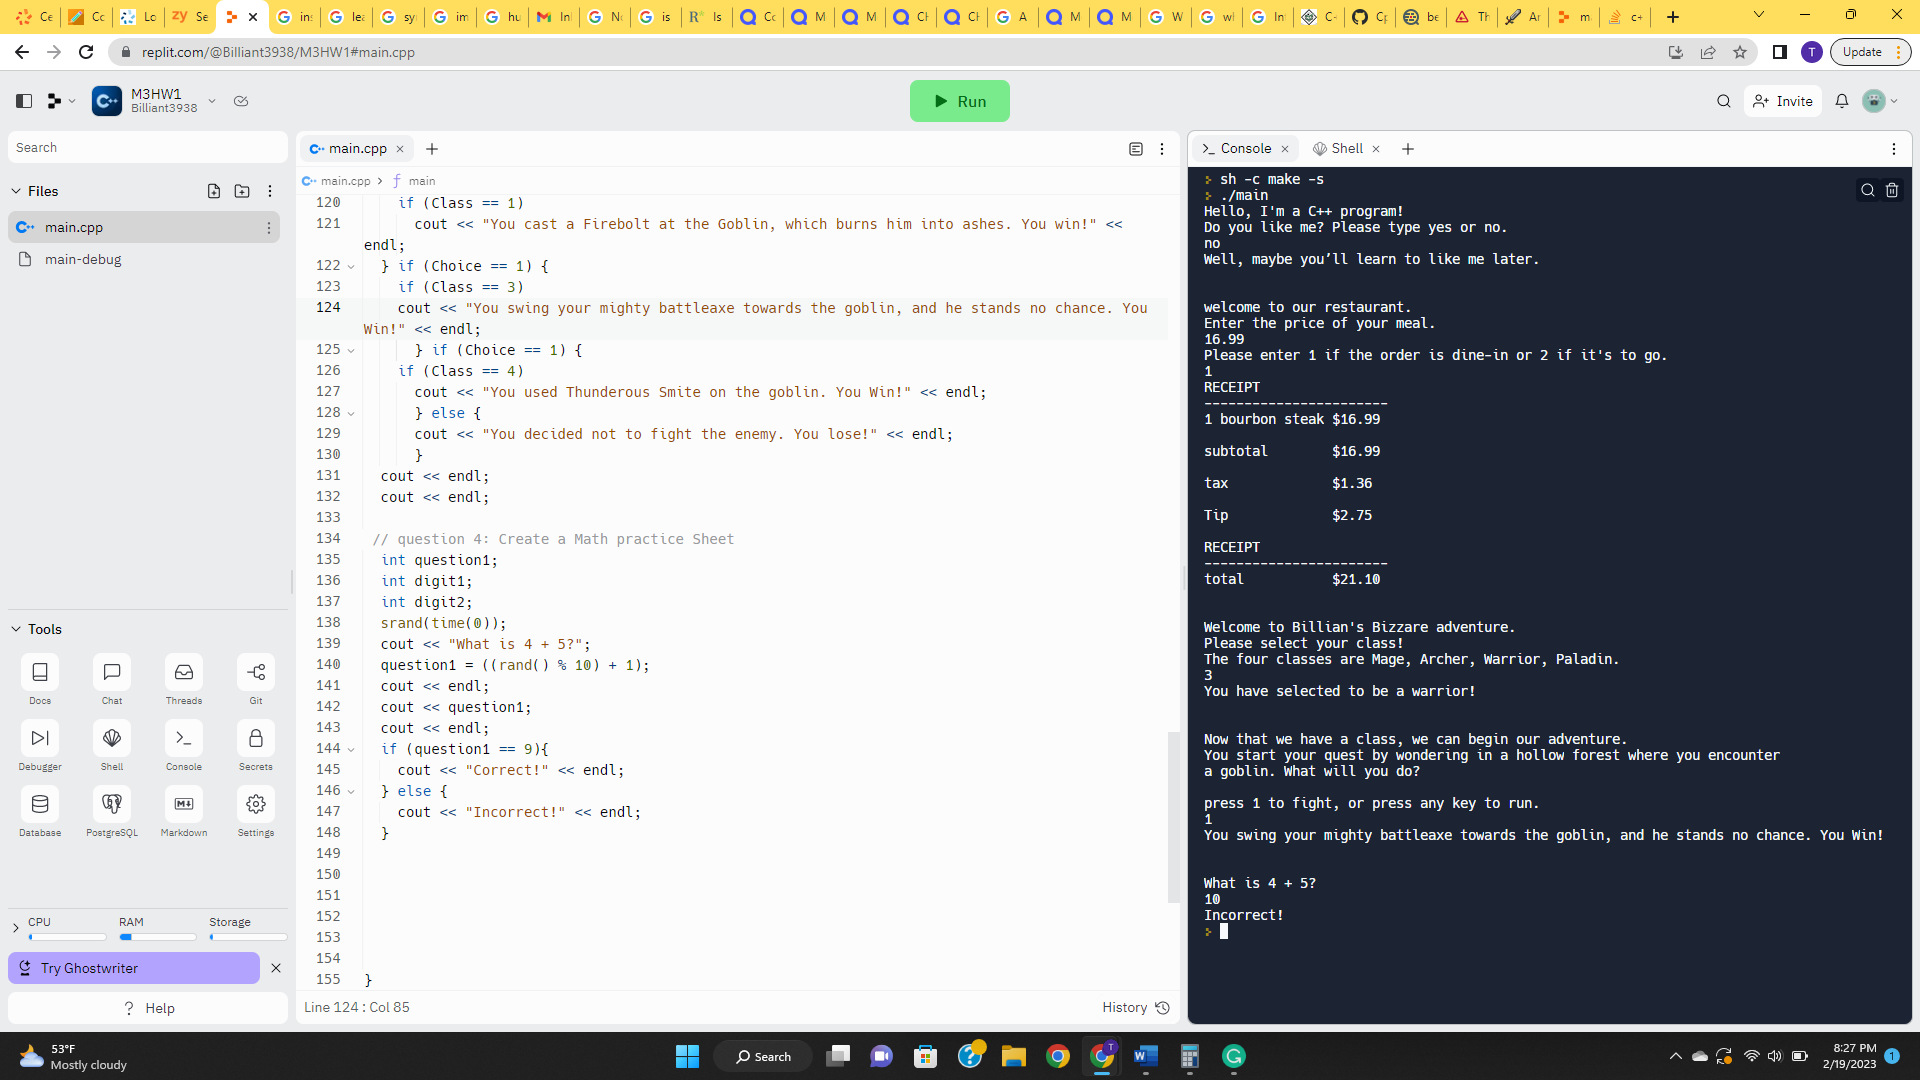 Ce
Cc
Lo
zy Se
in:
lea
sy
im
hu
In
No
is
R° Is
Co
M
M
Cl
Cl
A
M
M
W
wl
In
C-
Cp
be
Th
Ar
m
c+
replit.com/@Billiant3938/M3HW1#main.cpp
T
Update
M3HW1
Billiant3938
Run
Invite
Search
Files
main.cpp
main-debug
Tools
Docs
Chat
Threads
Git
Debugger
Shell
Console
Secrets
Database
PostgreSQL
Markdown
Settings
CPU
RAM
Storage
Try Ghostwriter
? Help
main.cpp
main.cpp > f main
120 if (Class == 1)
121 cout << "You cast a Firebolt at the Goblin, which burns him into ashes. You win!" <<
endl;
122 } if (Choice == 1) {
123 if (Class == 3)
124 cout << "You swing your mighty battleaxe towards the goblin, and he stands no chance. You
Win!" << endl;
125 } if (Choice == 1) {
126 if (Class == 4)
127 cout << "You used Thunderous Smite on the goblin. You Win!" << endl;
128 } else {
129 cout << "You decided not to fight the enemy. You lose!" << endl;
130 }
131 cout << endl;
132 cout << endl;
133
134 // question 4: Create a Math practice Sheet
135 int question1;
136 int digit1;
137 int digit2;
138 srand(time(0));
139 cout << "What is 4 + 5?";
140 question1 = ((rand() % 10) + 1);
141 cout << endl;
142 cout << question1;
143 cout << endl;
144 if (question1 == 9){
145 cout << "Correct!" << endl;
146 } else {
147 cout << "Incorrect!" << endl;
148 }
149
150
151
152
153
154
155 }
Line 124 : Col 85
History
Console
Shell
sh -c make -s
./main
Hello, I'm a C++ program!
Do you like me? Please type yes or no.
no
Well, maybe you’ll learn to like me later.
welcome to our restaurant.
Enter the price of your meal.
16.99
Please enter 1 if the order is dine-in or 2 if it's to go.
1
RECEIPT
-----------------------
1 bourbon steak $16.99
subtotal $16.99
tax $1.36
Tip $2.75
RECEIPT
-----------------------
total $21.10
Welcome to Billian's Bizzare adventure.
Please select your class!
The four classes are Mage, Archer, Warrior, Paladin.
3
You have selected to be a warrior!
Now that we have a class, we can begin our adventure.
You start your quest by wondering in a hollow forest where you encounter
a goblin. What will you do?
press 1 to fight, or press any key to run.
1
You swing your mighty battleaxe towards the goblin, and he stands no chance. You Win!
What is 4 + 5?
10
Incorrect!
53°F
Mostly cloudy
Search
8:27 PM
2/19/2023
1